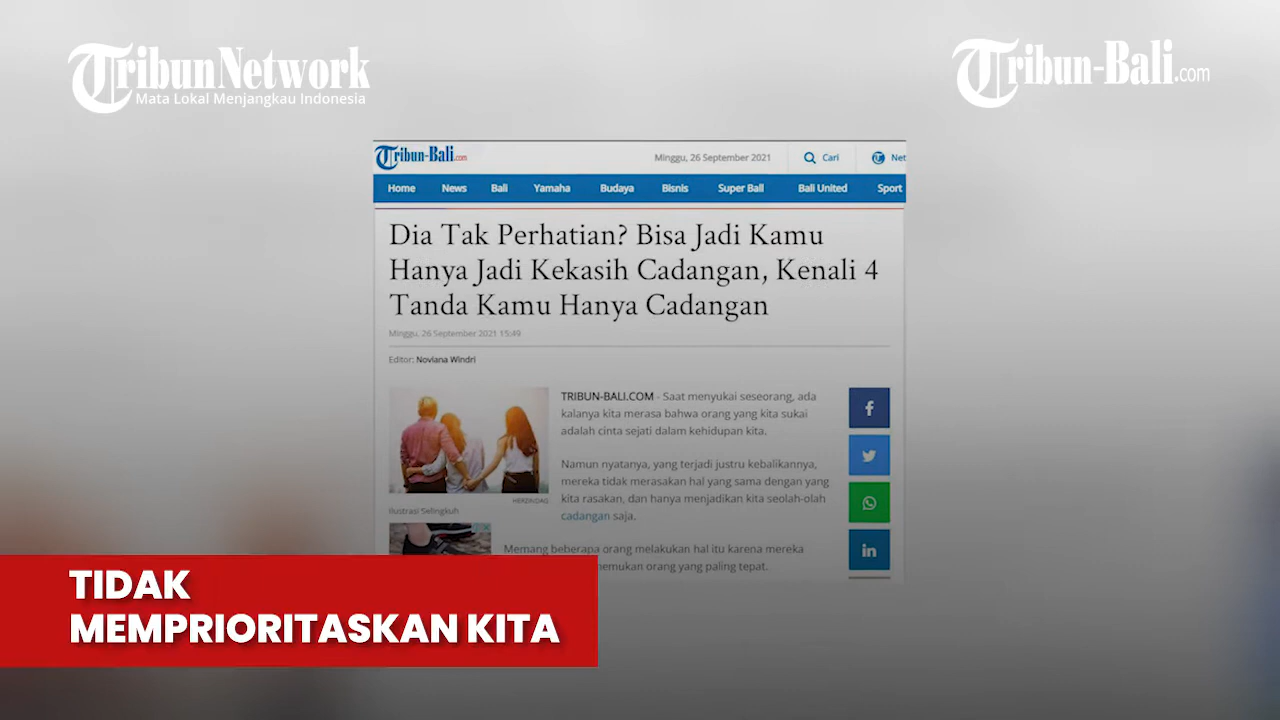 Tribun Network
Mata Lokal Menjangkau Indonesia
Tribun-Bali.com
Tribun-Bali.com
Minggu, 26 September 2021
Cari
Net
Home News Bali Yamaha Budaya Bisnis Super Ball Bali United Sport
Dia Tak Perhatian? Bisa Jadi Kamu
Hanya Jadi Kekasih Cadangan, Kenali 4
Tanda Kamu Hanya Cadangan
Minggu, 26 September 2021 15:49
Editor: Noviana Windri
TRIBUN-BALI.COM - Saat menyukai seseorang, ada
kalanya kita merasa bahwa orang yang kita sukai
adalah cinta sejati dalam kehidupan kita.
Namun nyatanya, yang terjadi justru kebalikannya,
mereka tidak merasakan hal yang sama dengan yang
kita rasakan, dan hanya menjadikan kita seolah-olah
cadangan saja.
Ilustrasi Selingkuh
Memang beberapa orang melakukan hal itu karena mereka
menemukan orang yang paling tepat.
f
in
TIDAK
MEMPRIORITASKAN KITA